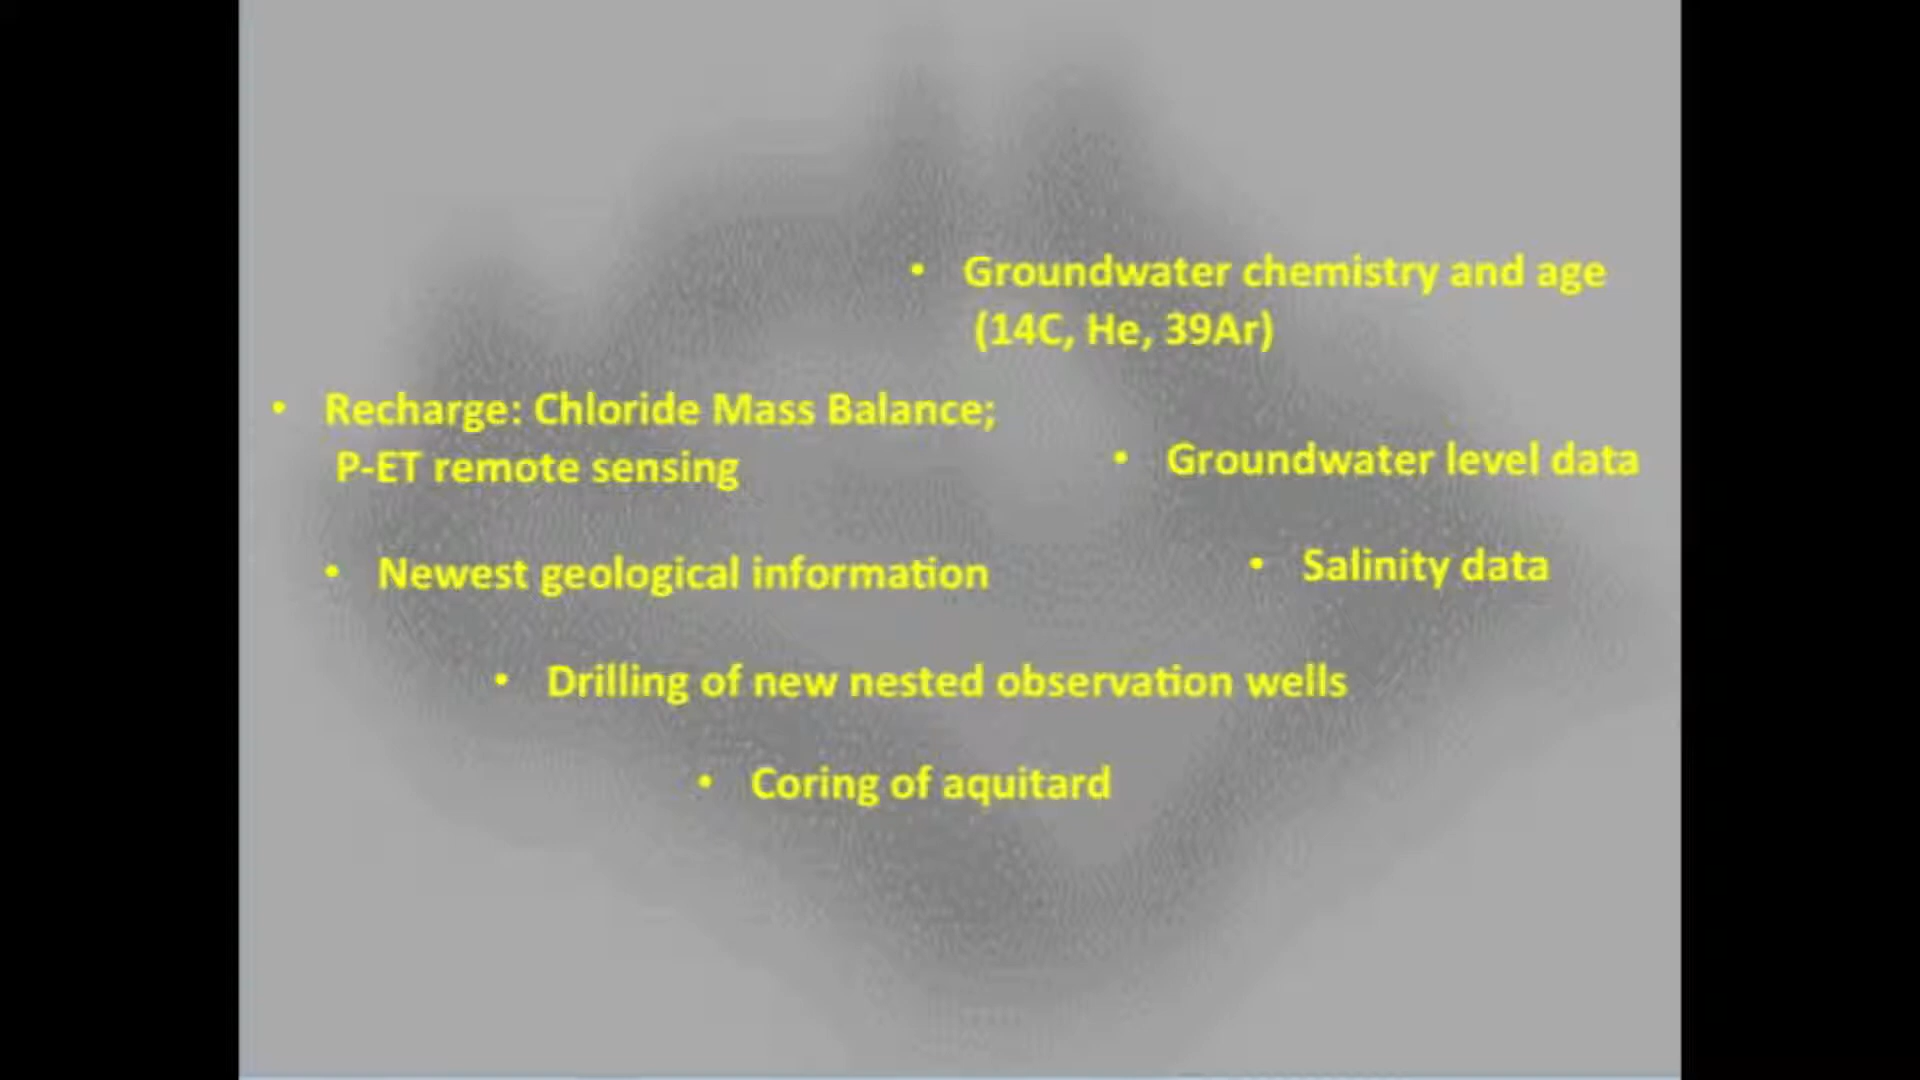 • Groundwater chemistry and age
(14C, He, 39Ar)
• Recharge: Chloride Mass Balance;
P-ET remote sensing
• Groundwater level data
• Newest geological information
• Salinity data
• Drilling of new nested observation wells
• Coring of aquitard